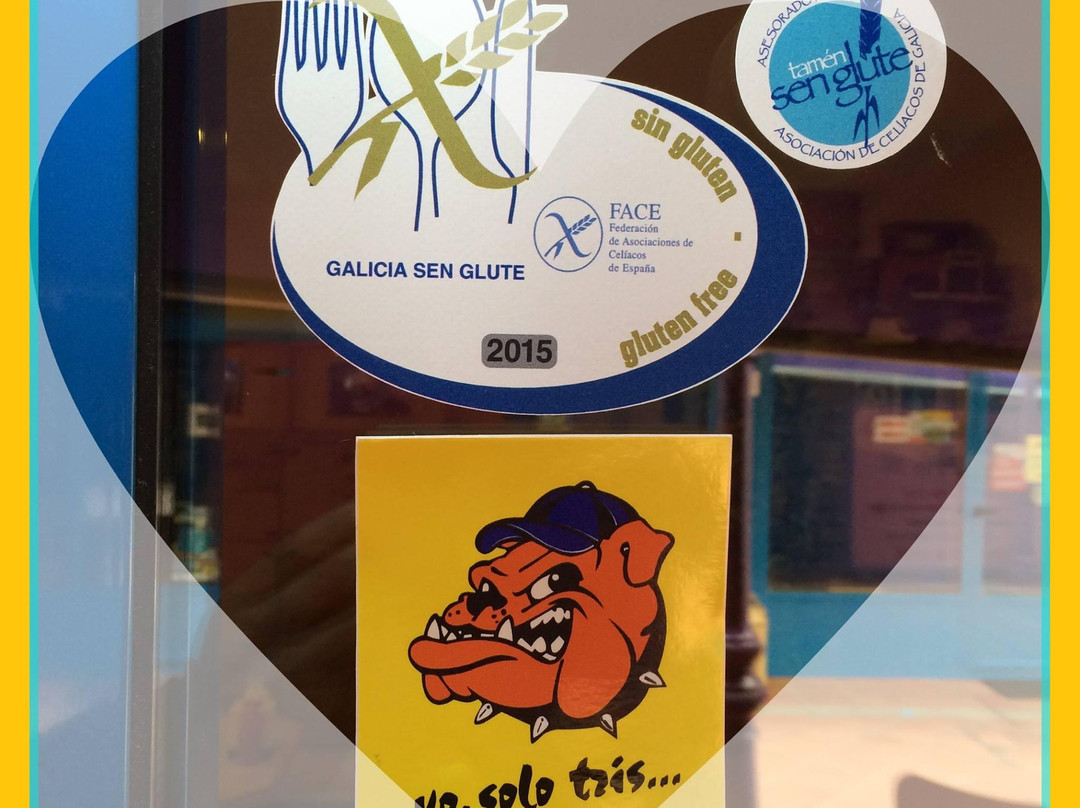 ASESORADO
tamén
sen glute
ASOCIACIÓN DE CELÍACOS DE GALICIA
sin gluten
FACE
Federación
de Asociaciones de
Celíacos
de España
GALICIA SEN GLUTE
gluten free
2015
yo, solo tris...